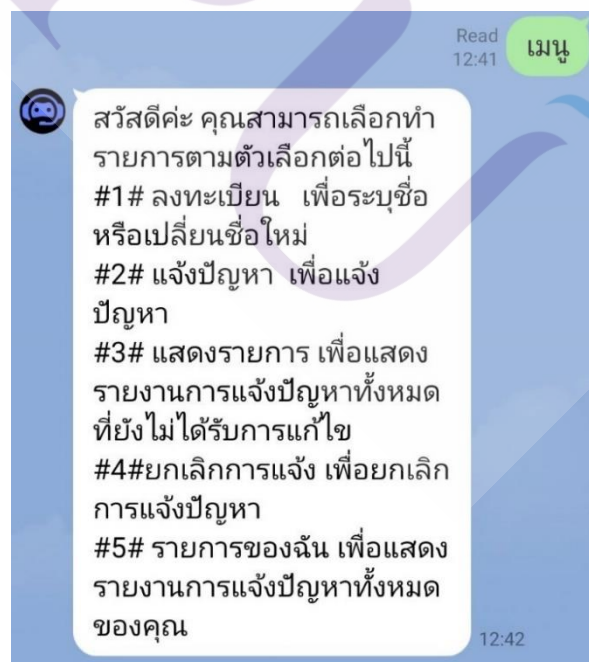 Read
12:41
เมนู
สวัสดีค่ะ คุณสามารถเลือกทำ
รายการตามตัวเลือกต่อไปนี้
#1# ลงทะเบียน เพื่อระบุชื่อ
หรือเปลี่ยนชื่อใหม่
#2# แจ้งปัญหา เพื่อแจ้ง
ปัญหา
#3# แสดงรายการ เพื่อแสดง
รายงานการแจ้งปัญหาทั้งหมด
ที่ยังไม่ได้รับการแก้ไข
#4#ยกเลิกการแจ้ง เพื่อยกเลิก
การแจ้งปัญหา
#5# รายการของฉัน เพื่อแสดง
รายงานการแจ้งปัญหาทั้งหมด
ของคุณ
12:42